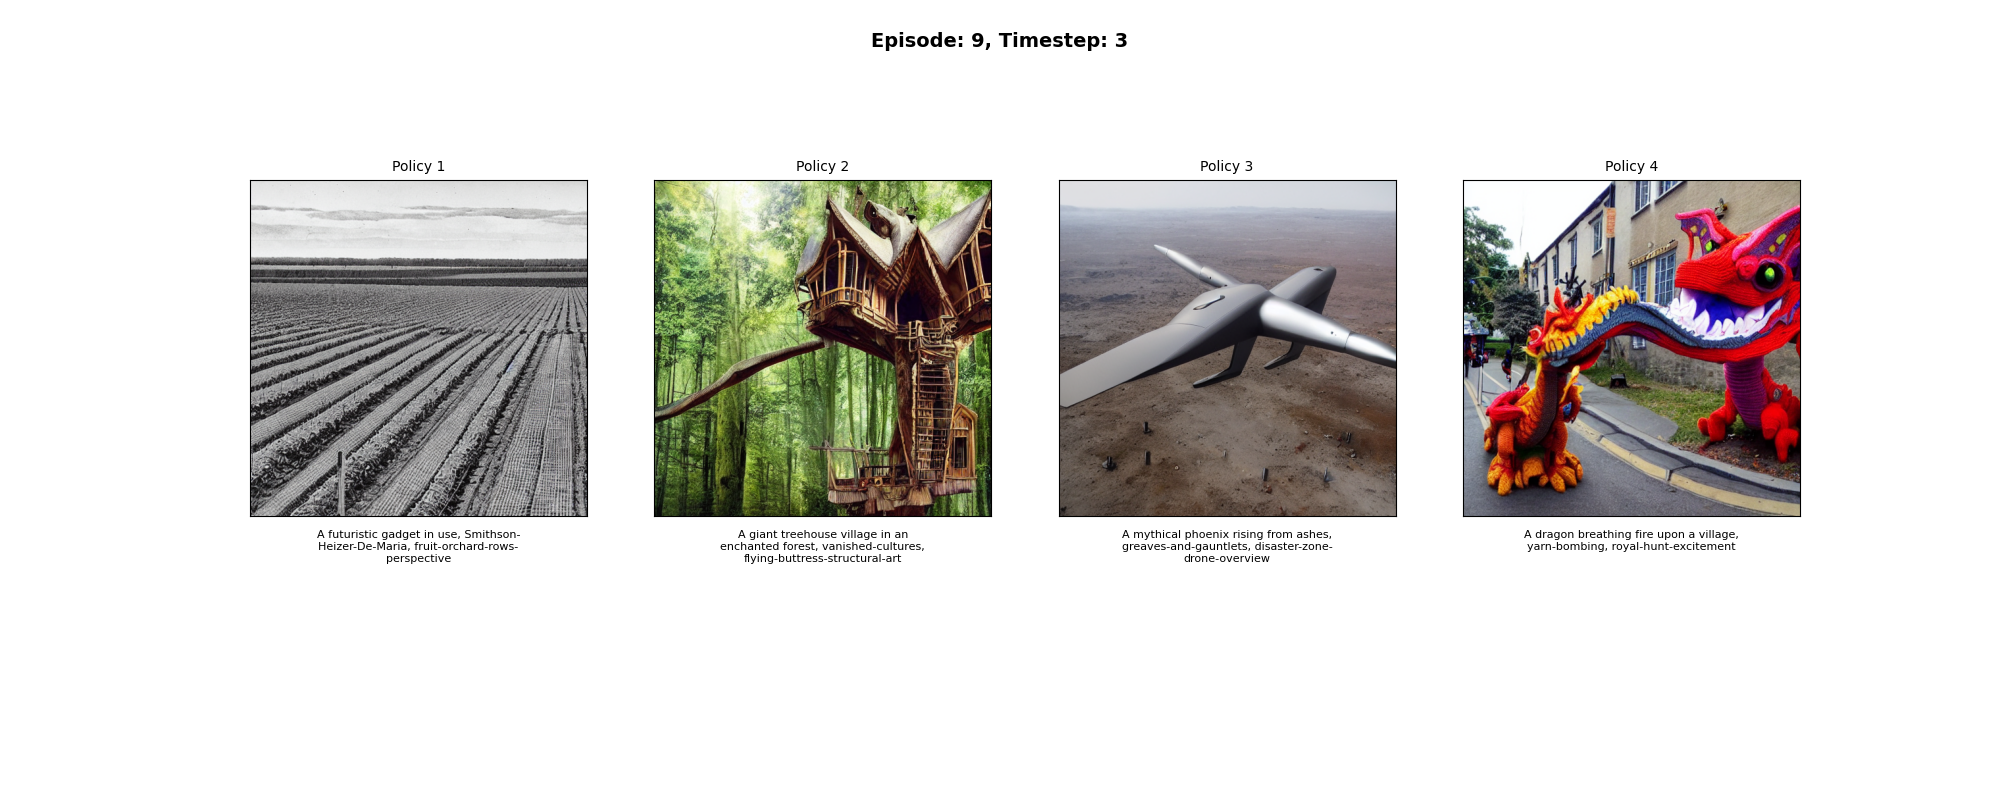 Episode: 9, Timestep: 3
Policy 1
Policy 2
Policy 3
Policy 4
A futuristic gadget in use, Smithson-
Heizer-De-Maria, fruit-orchard-rows-
perspective
A giant treehouse village in an
enchanted forest, vanished-cultures,
flying-buttress-structural-art
A mythical phoenix rising from ashes,
greaves-and-gauntlets, disaster-zone-
drone-overview
A dragon breathing fire upon a village,
yarn-bombing, royal-hunt-excitement